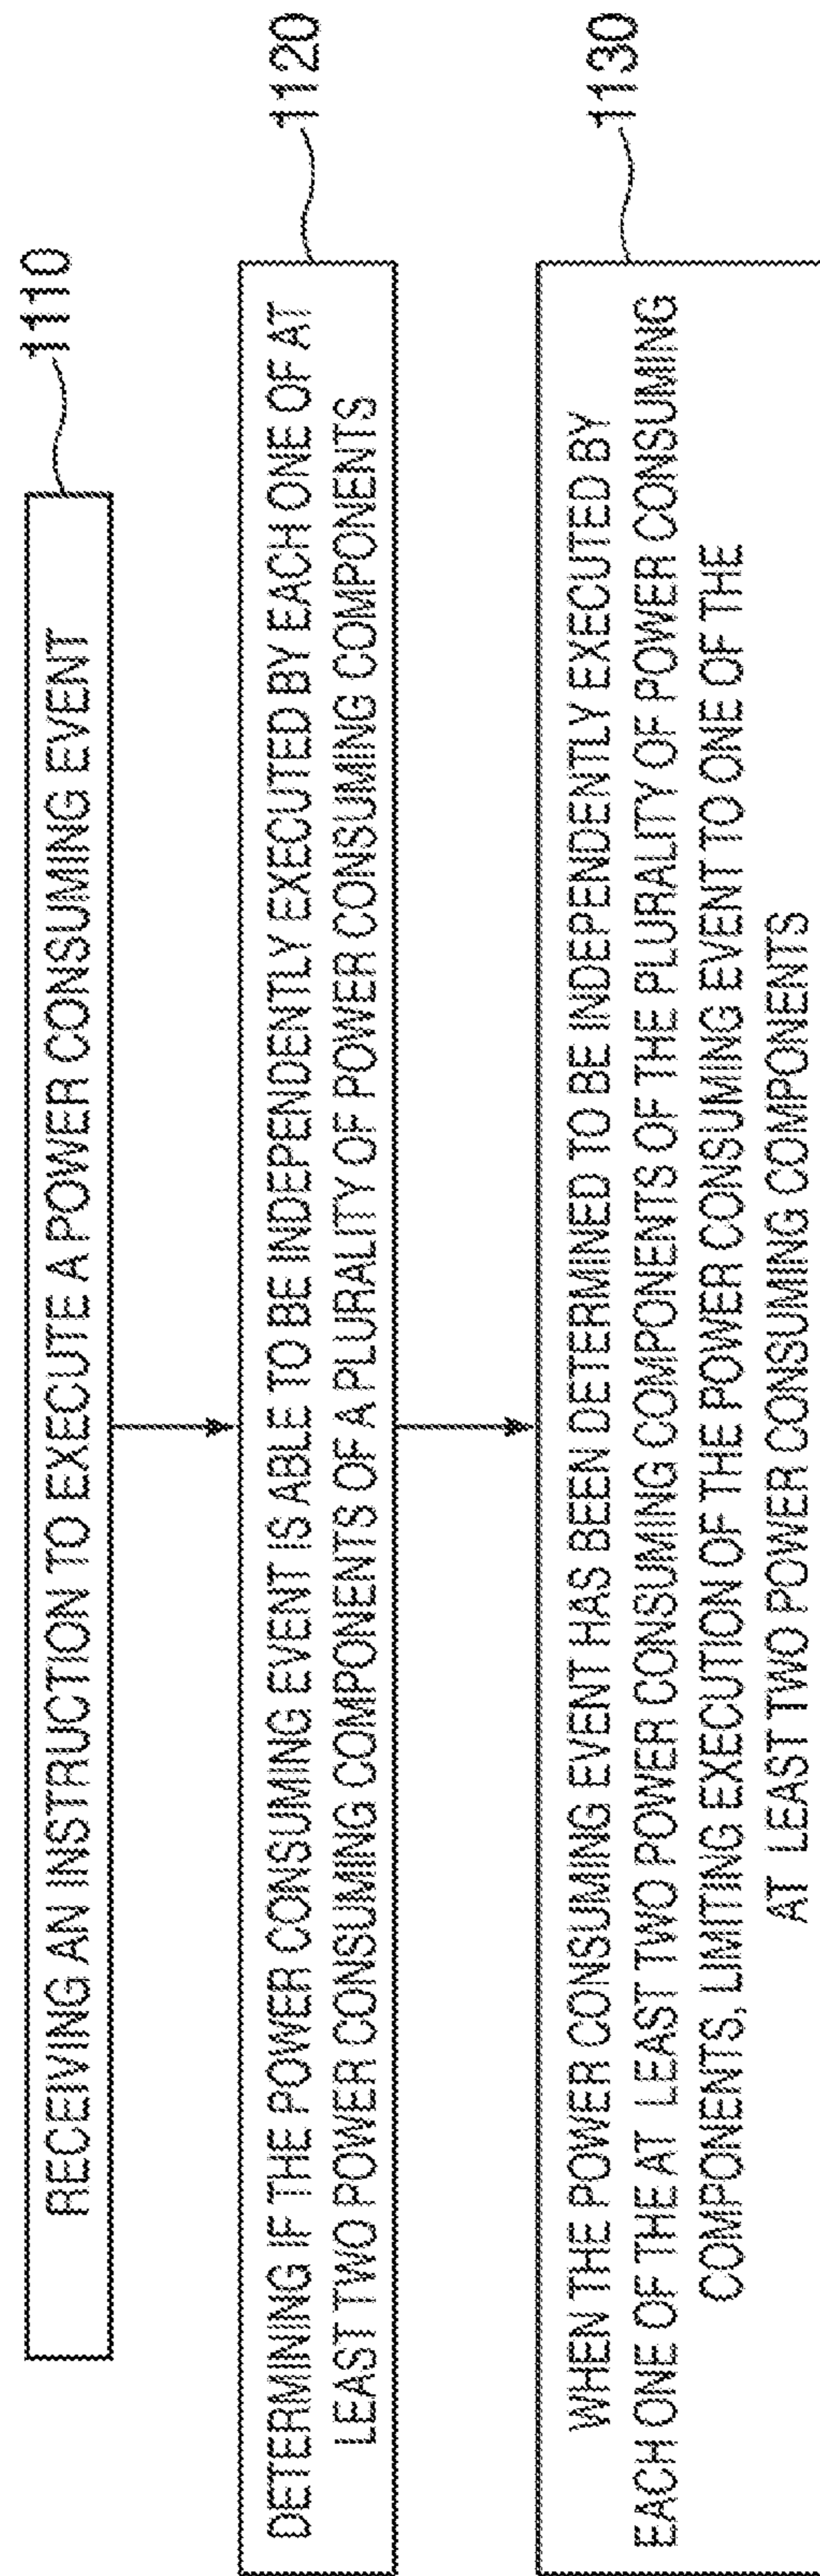 RECEIVING AN INSTRUCTION TO EXECUTE A POWER CONSUMING EVENT
1110
DETERMINING IF THE POWER CONSUMING EVENT IS ABLE TO BE INDEPENDENTLY EXECUTED BY EACH ONE OF AT
LEAST TWO POWER CONSUMING COMPONENTS OF A PLURALITY OF POWER CONSUMING COMPONENTS
1120
WHEN THE POWER CONSUMING EVENT HAS BEEN DETERMINED TO BE INDEPENDENTLY EXECUTED BY
EACH ONE OF THE AT LEAST TWO POWER CONSUMING COMPONENTS OF THE PLURALITY OF POWER CONSUMING
COMPONENTS, LIMITING EXECUTION OF THE POWER CONSUMING EVENT TO ONE OF THE
AT LEAST TWO POWER CONSUMING COMPONENTS
1130